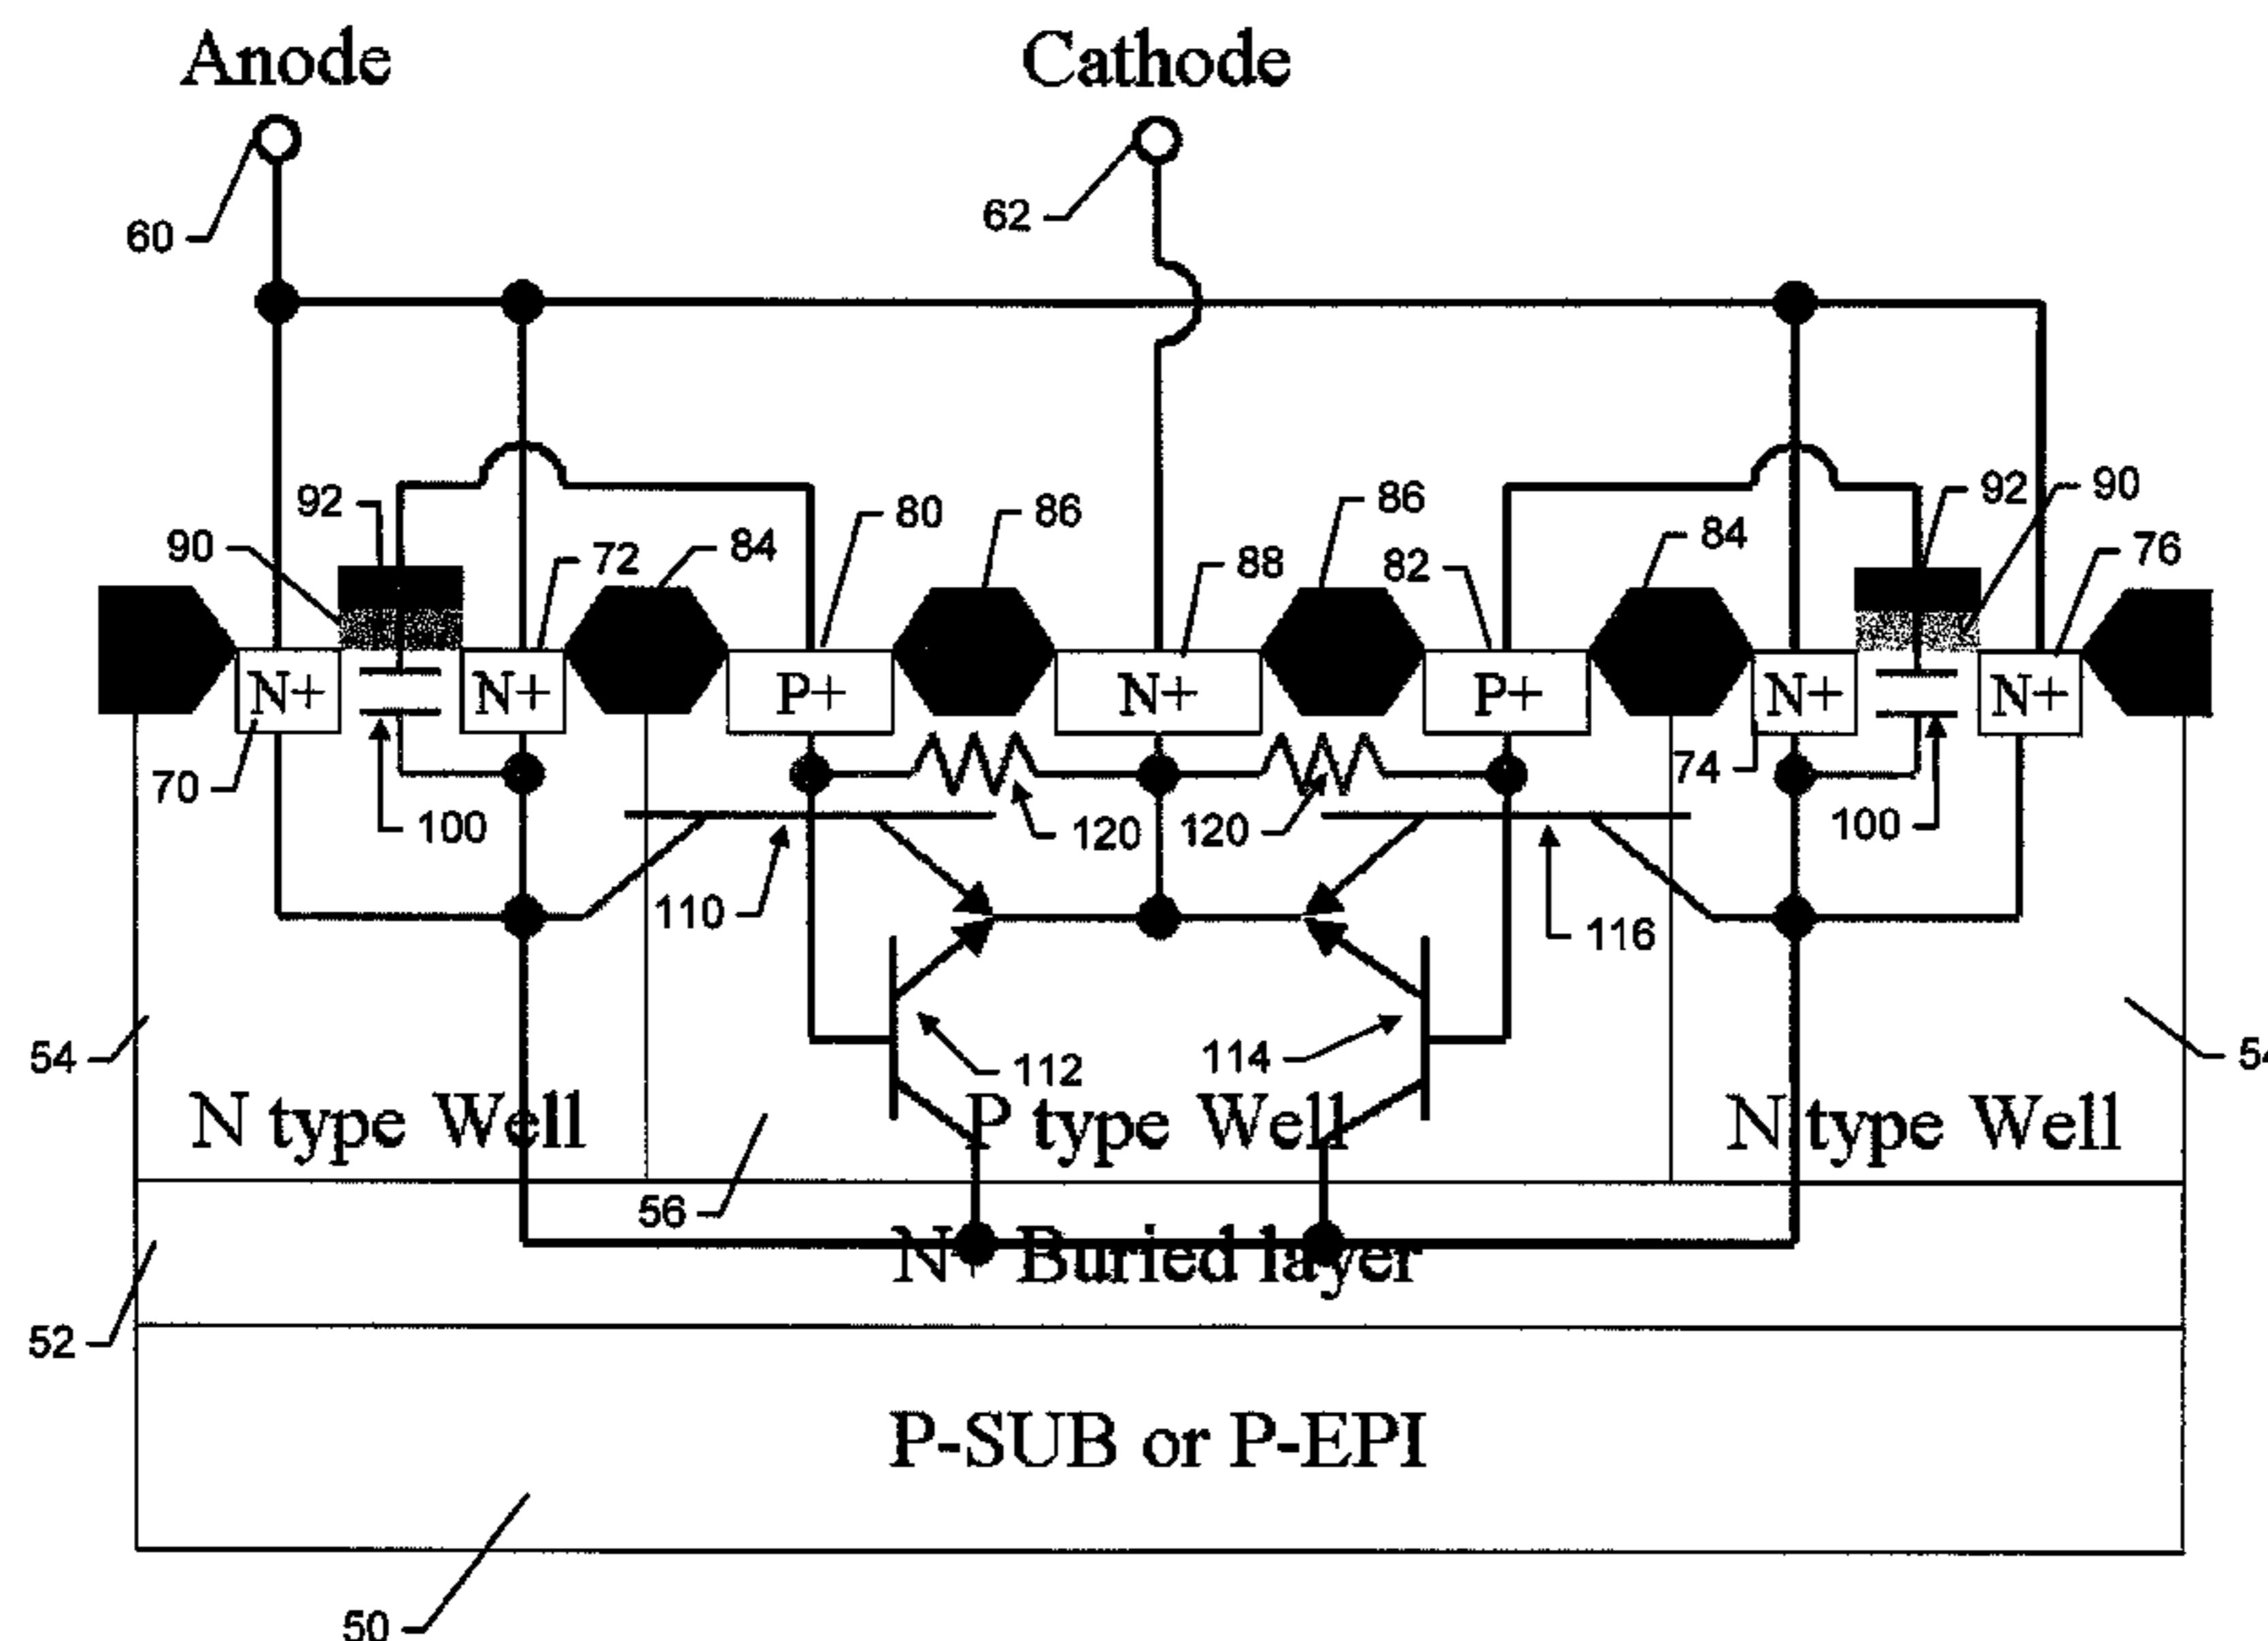 Anode Cathode
60
62
92 80 86 86 92 90
90 72 84 88 82 84 76
N+ N+ P+ N+ P+ N+ N+
70 74
100 120 120 100
110 116
54 112 114
N type Well P type Well N type Well
56
N+ Buried layer
52
P-SUB or P-EPI
50